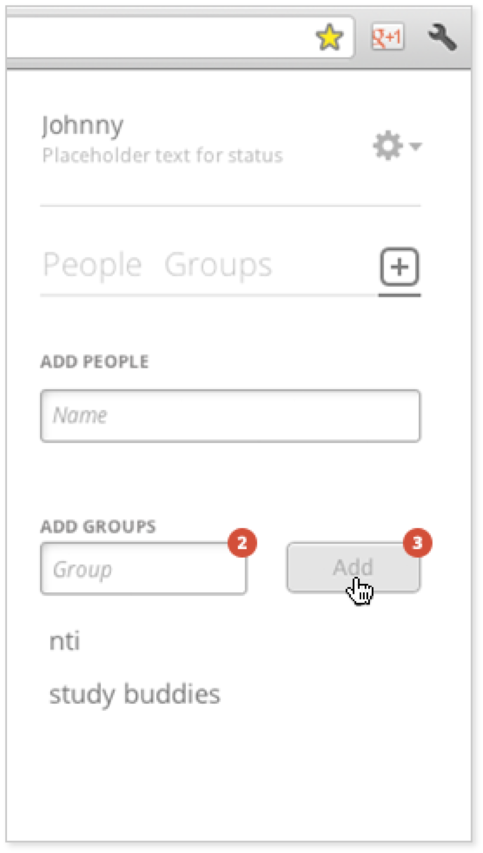 g+1
Johnny
Placeholder text for status
People Groups
ADD PEOPLE
Name
ADD GROUPS
2
3
Group
Add
nti
study buddies